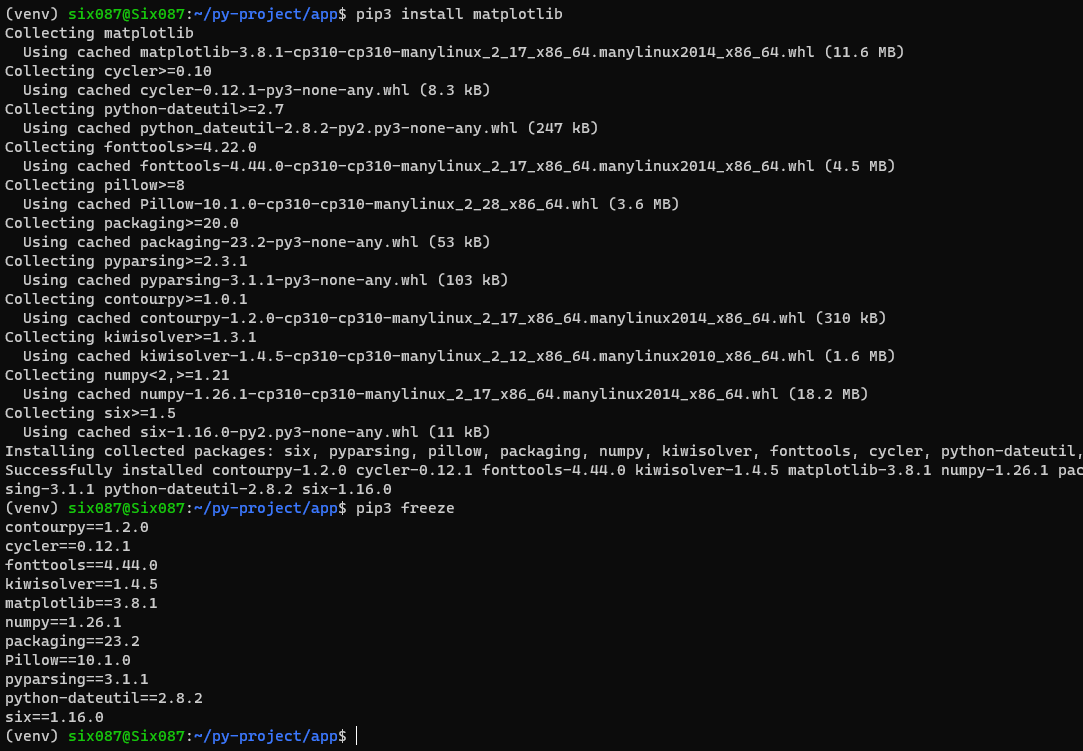 (venv) six087@Six087:~/py-project/app$ pip3 install matplotlib
Collecting matplotlib
  Using cached matplotlib-3.8.1-cp310-cp310-manylinux_2_17_x86_64.manylinux2014_x86_64.whl (11.6 MB)
Collecting cycler>=0.10
  Using cached cycler-0.12.1-py3-none-any.whl (8.3 kB)
Collecting python-dateutil>=2.7
  Using cached python_dateutil-2.8.2-py2.py3-none-any.whl (247 kB)
Collecting fonttools>=4.22.0
  Using cached fonttools-4.44.0-cp310-cp310-manylinux_2_17_x86_64.manylinux2014_x86_64.whl (4.5 MB)
Collecting pillow>=8
  Using cached Pillow-10.1.0-cp310-cp310-manylinux_2_28_x86_64.whl (3.6 MB)
Collecting packaging>=20.0
  Using cached packaging-23.2-py3-none-any.whl (53 kB)
Collecting pyparsing>=2.3.1
  Using cached pyparsing-3.1.1-py3-none-any.whl (103 kB)
Collecting contourpy>=1.0.1
  Using cached contourpy-1.2.0-cp310-cp310-manylinux_2_17_x86_64.manylinux2014_x86_64.whl (310 kB)
Collecting kiwisolver>=1.3.1
  Using cached kiwisolver-1.4.5-cp310-cp310-manylinux_2_12_x86_64.manylinux2010_x86_64.whl (1.6 MB)
Collecting numpy<2,>=1.21
  Using cached numpy-1.26.1-cp310-cp310-manylinux_2_17_x86_64.manylinux2014_x86_64.whl (18.2 MB)
Collecting six>=1.5
  Using cached six-1.16.0-py2.py3-none-any.whl (11 kB)
Installing collected packages: six, pyparsing, pillow, packaging, numpy, kiwisolver, fonttools, cycler, python-dateutil,
Successfully installed contourpy-1.2.0 cycler-0.12.1 fonttools-4.44.0 kiwisolver-1.4.5 matplotlib-3.8.1 numpy-1.26.1 pac
sing-3.1.1 python-dateutil-2.8.2 six-1.16.0
(venv) six087@Six087:~/py-project/app$ pip3 freeze
contourpy==1.2.0
cycler==0.12.1
fonttools==4.44.0
kiwisolver==1.4.5
matplotlib==3.8.1
numpy==1.26.1
packaging==23.2
Pillow==10.1.0
pyparsing==3.1.1
python-dateutil==2.8.2
six==1.16.0
(venv) six087@Six087:~/py-project/app$